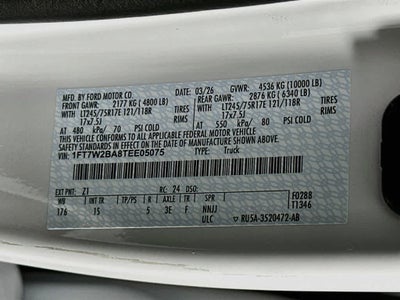 MFD. BY FORD MOTOR CO.
DATE: 03/26 GVWR: 4536 KG (10000 LB)
FRONT GAWR: 2177 KG (4800 LB) REAR GAWR: 2876 KG (6340 LB)
WITH LT245/75R17E 121/118R TIRES WITH LT245/75R17E 121/118R TIRES
17x7.5J RIMS 17x7.5J RIMS
AT 480 kPa/ 70 PSI COLD AT 550 kPa/ 80 PSI COLD
THIS VEHICLE CONFORMS TO ALL APPLICABLE FEDERAL MOTOR VEHICLE
SAFETY STANDARDS IN EFFECT ON THE DATE OF MANUFACTURE SHOWN ABOVE.
VIN: 1FT7W2BA8TEE05075 TYPE: Truck
EXT PNT: Z1 RC: 24 DSO: F0288
WB INT TR TP/PS R AXLE TR SPR T1346
176 15 5 3E F NNJJ
ULC RU5A-3520472-AB